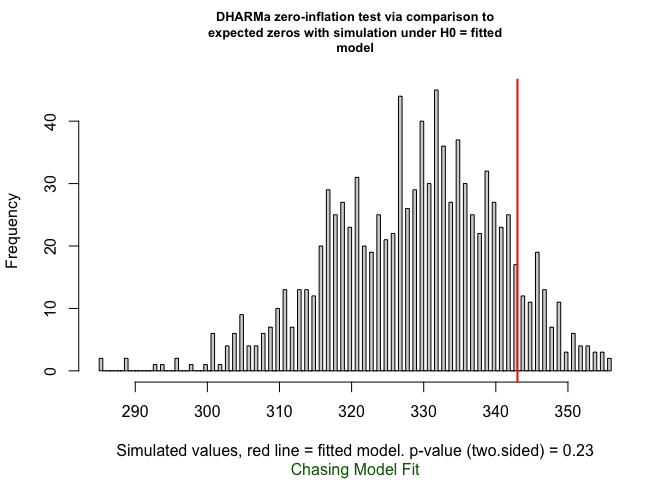 DHARMa zero-inflation test via comparison to
expected zeros with simulation under H0 = fitted
model
Frequency
40
30
20
10
0
290 300 310 320 330 340 350
Simulated values, red line = fitted model. p-value (two.sided) = 0.23
Chasing Model Fit